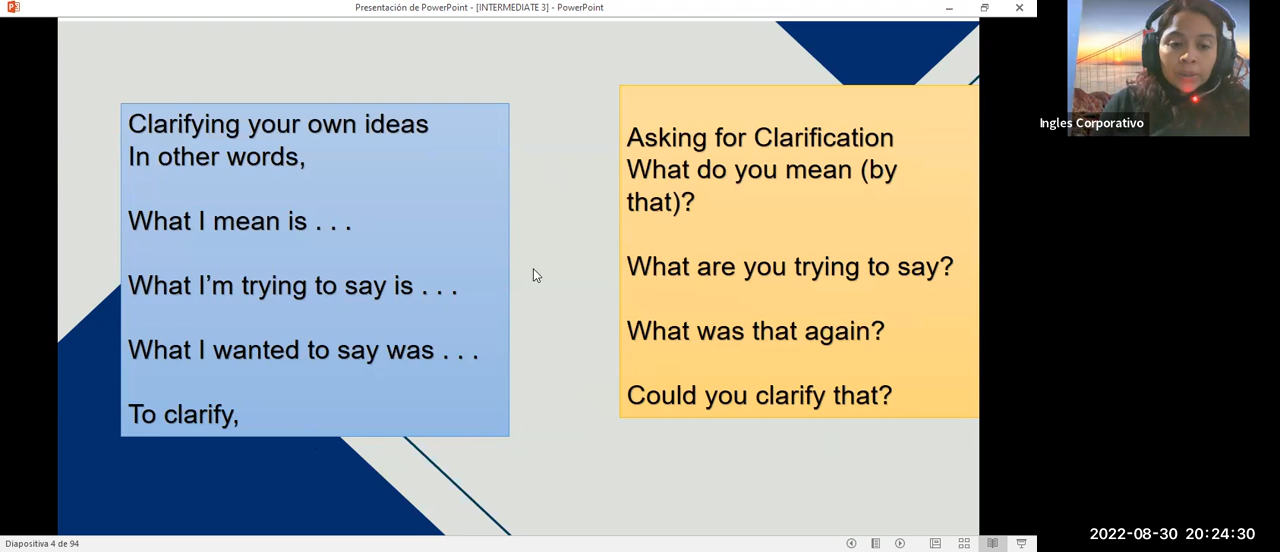 Presentación de PowerPoint - [INTERMEDIATE 3] - PowerPoint
Clarifying your own ideas
In other words,
What I mean is . . .
What I'm trying to say is . . .
What I wanted to say was . . .
To clarify,
Asking for Clarification
What do you mean (by
that)?
What are you trying to say?
What was that again?
Could you clarify that?
Ingles Corporativo
Diapositiva 4 de 94
2022-08-30 20:24:30